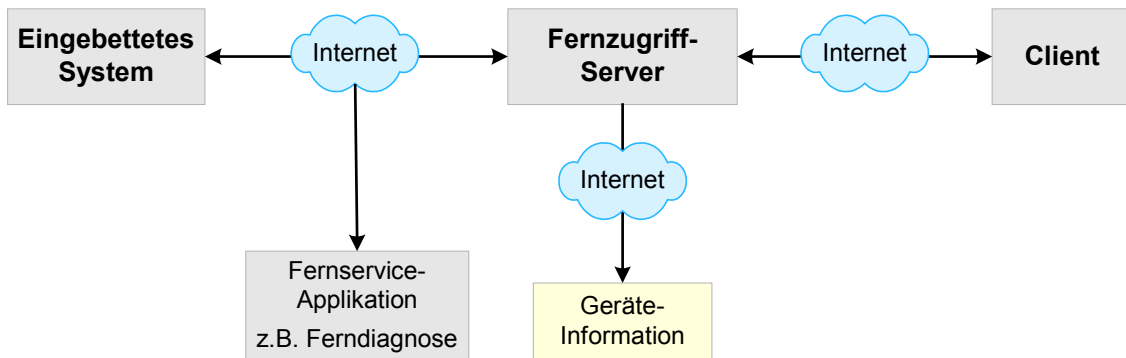 Eingebettetes
System
Internet
Fernzugriff-
Server
Internet
Client
Internet
Fernservice-
Applikation
z.B. Ferndiagnose
Geräte-
Information